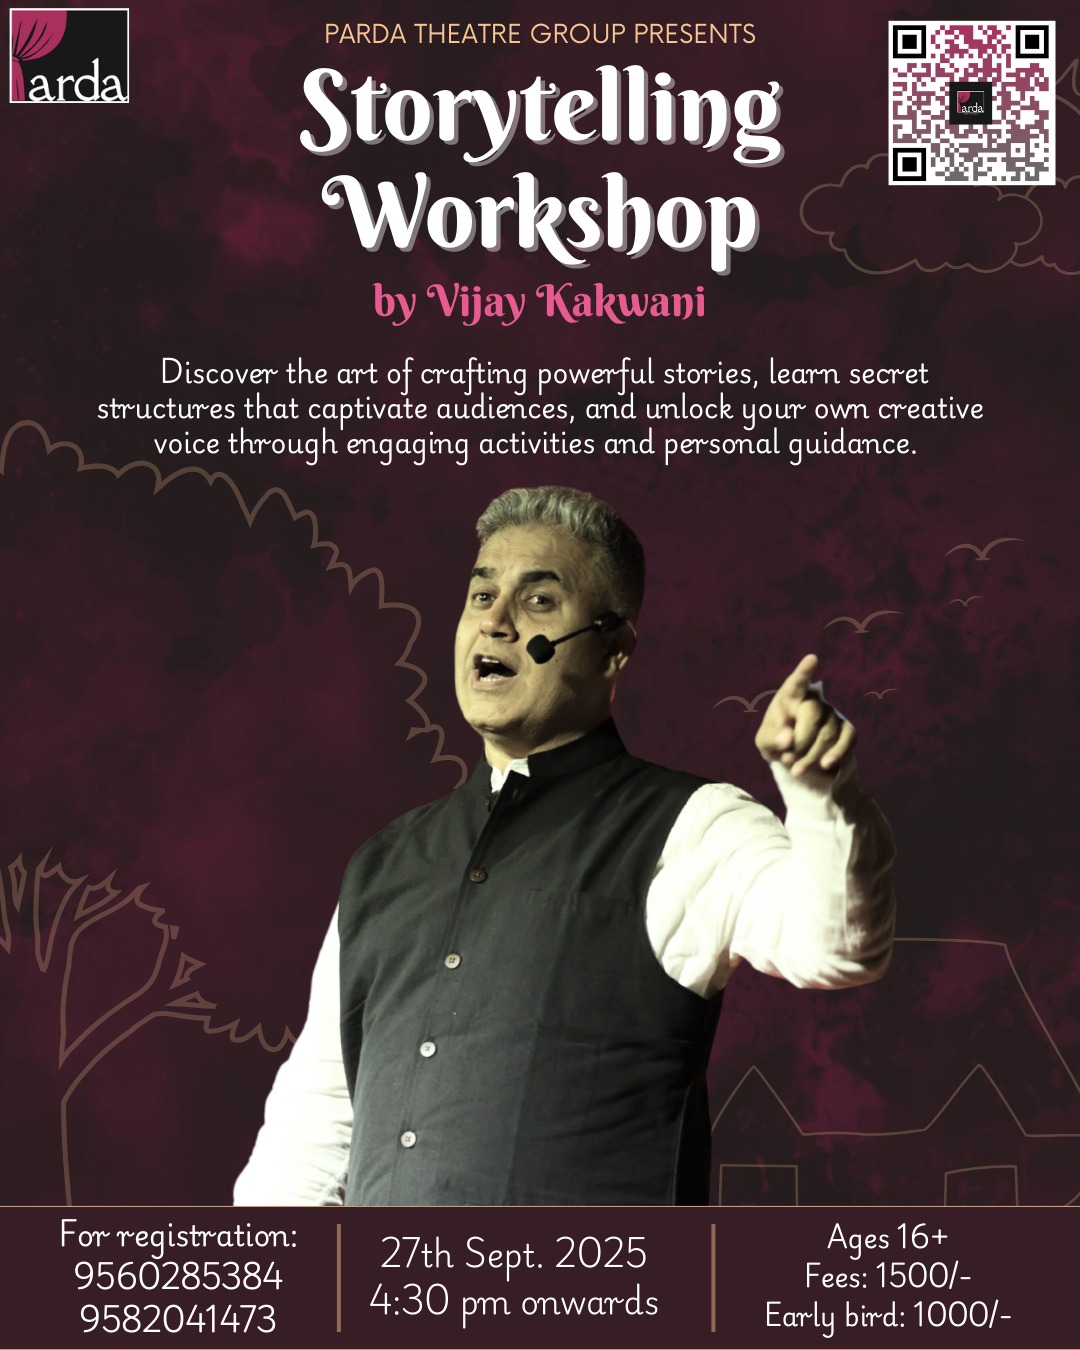 arda
PARDA THEATRE GROUP PRESENTS
Storytelling
Workshop
by Vijay Kakwani
Discover the art of crafting powerful stories, learn secret
structures that captivate audiences, and unlock your own creative
voice through engaging activities and personal guidance.
For registration:
9560285384
9582041473
27th Sept. 2025
4:30 pm onwards
Ages 16+
Fees: 1500/-
Early bird: 1000/-
arda